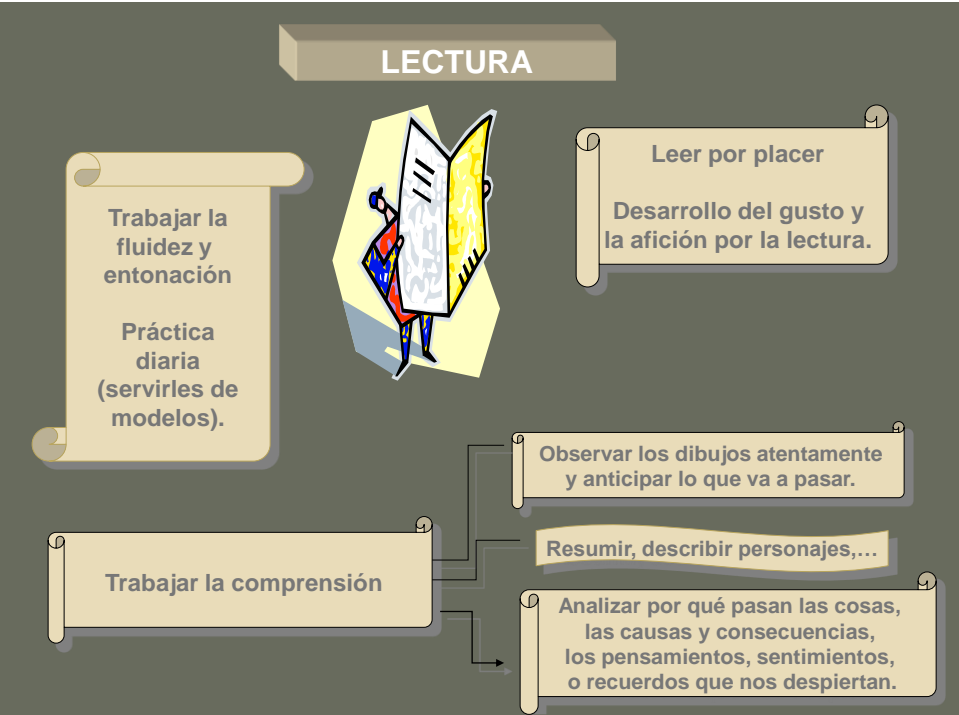 LECTURA
Trabajar la
fluidez y
entonación
Práctica
diaria
(servirles de
modelos).
Leer por placer
Desarrollo del gusto y
la afición por la lectura.
Trabajar la comprensión
Observar los dibujos atentamente
y anticipar lo que va a pasar.
Resumir, describir personajes,…
Analizar por qué pasan las cosas,
las causas y consecuencias,
los pensamientos, sentimientos,
o recuerdos que nos despiertan.